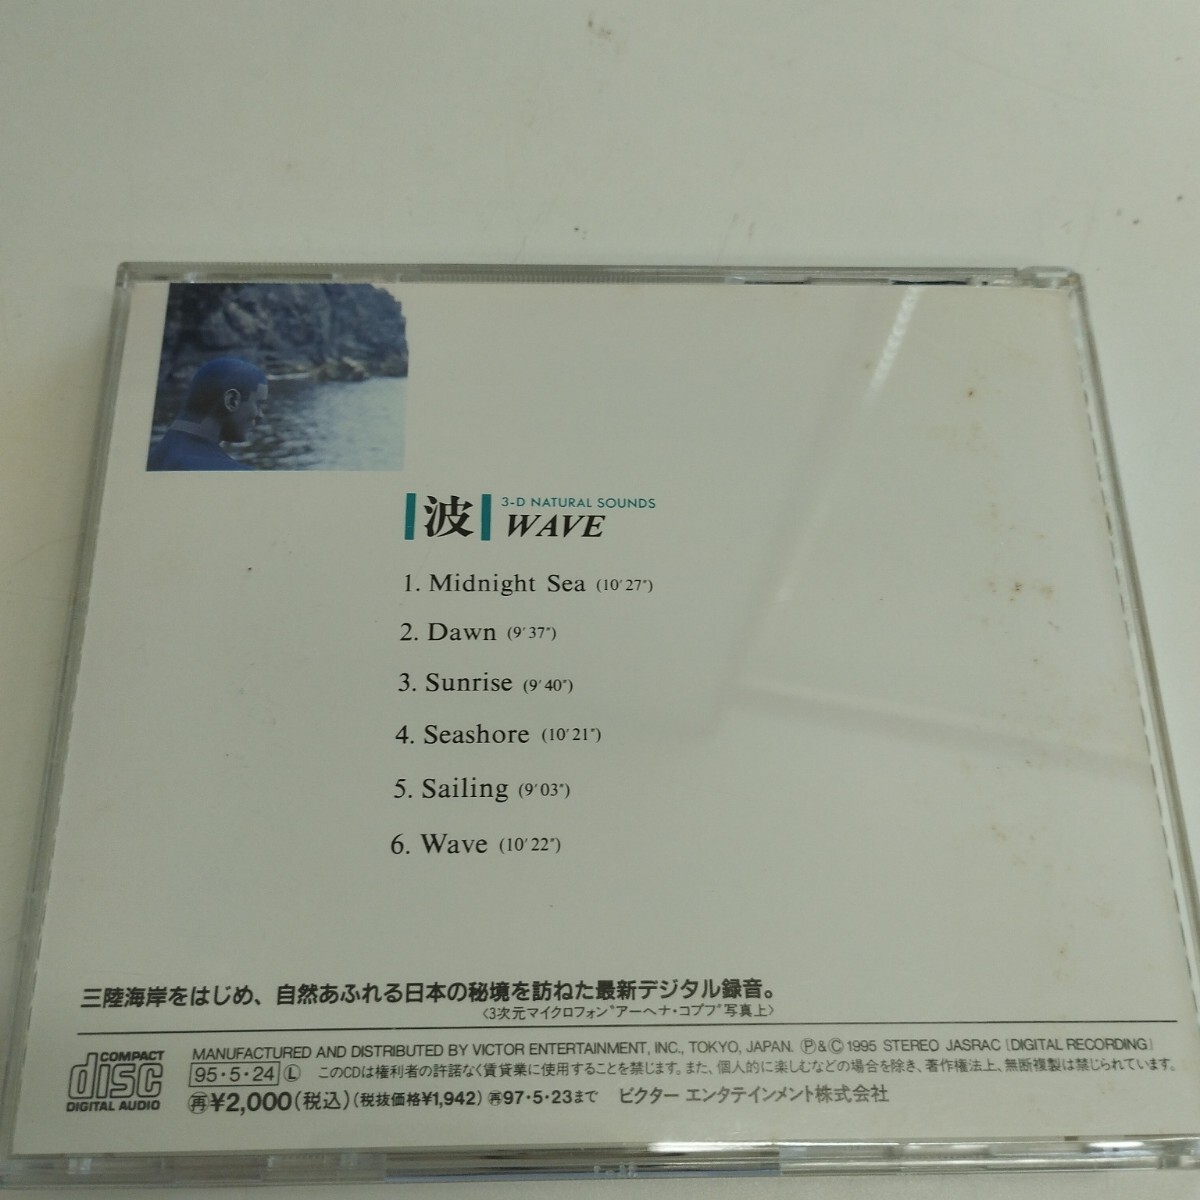 3-D NATURAL SOUNDS
波 WAVE
1. Midnight Sea (10′27″)
2. Dawn (9′37″)
3. Sunrise (9′40″)
4. Seashore (10′21″)
5. Sailing (9′03″)
6. Wave (10′22″)
三陸海岸をはじめ、自然あふれる日本の秘境を訪ねた最新デジタル録音。
〈3次元マイクロフォン“アーヘナ・コプフ”写真上〉
COMPACT
disc
DIGITAL AUDIO
MANUFACTURED AND DISTRIBUTED BY VICTOR ENTERTAINMENT, INC., TOKYO, JAPAN. Ⓟ&Ⓒ 1995 STEREO JASRAC〔DIGITAL RECORDING〕
95・5・24 Ⓛ このCDは権利者の許諾なく賃貸業に使用することを禁じます。また、個人的に楽しむなどの場合を除き、著作権法上、無断複製は禁じられています。
㊢¥2,000(税込)(税抜価格¥1,942) 再97・5・23まで ビクター エンタテインメント株式会社